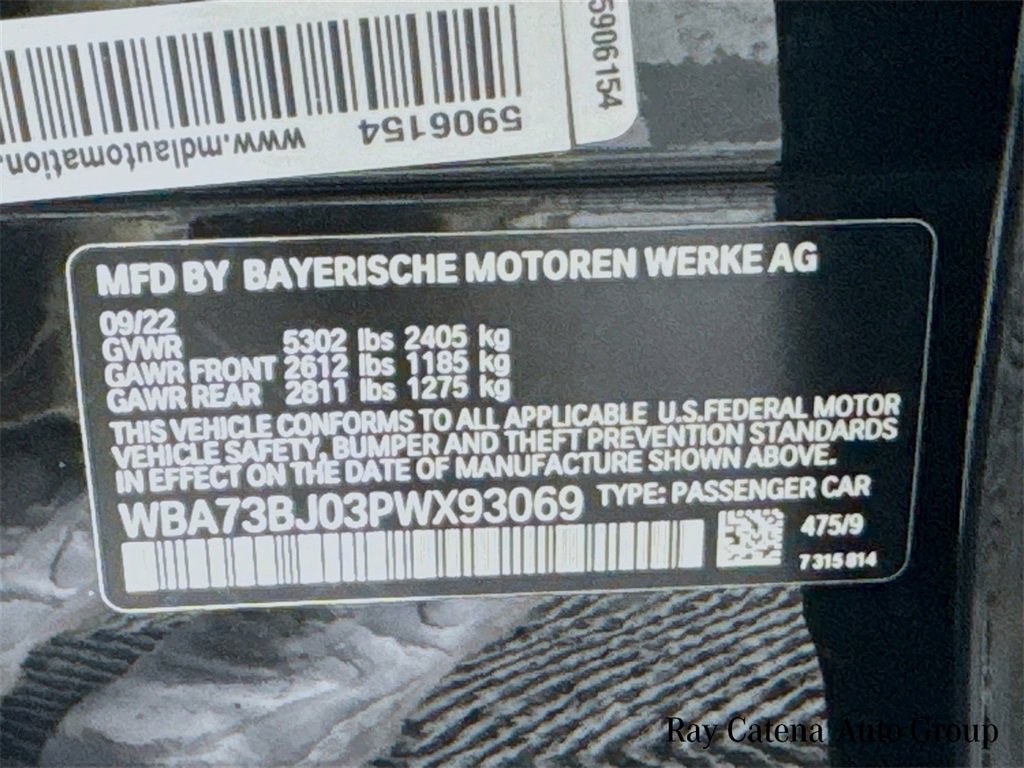 5906154
www.mdlautomation.
5906154
MFD BY BAYERISCHE MOTOREN WERKE AG
09/22
GVWR 5302 lbs 2405 kg
GAWR FRONT 2612 lbs 1185 kg
GAWR REAR 2811 lbs 1275 kg
THIS VEHICLE CONFORMS TO ALL APPLICABLE U.S.FEDERAL MOTOR
VEHICLE SAFETY, BUMPER AND THEFT PREVENTION STANDARDS
IN EFFECT ON THE DATE OF MANUFACTURE SHOWN ABOVE.
WBA73BJ03PWX93069 TYPE: PASSENGER CAR
475/9
7315814
Ray Catena Auto Group